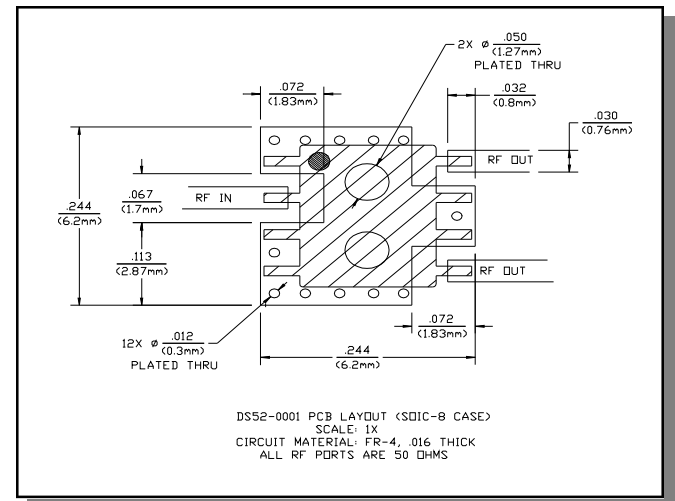 2X ø .050
(1.27mm)
PLATED THRU
.072
(1.83mm)
.032
(0.8mm)
.030
(0.76mm)
RF OUT
.067
(1.7mm)
RF IN
.244
(6.2mm)
.113
(2.87mm)
RF OUT
12X ø .012
(0.3mm)
PLATED THRU
.072
(1.83mm)
.244
(6.2mm)
DS52-0001 PCB LAYOUT (SOIC-8 CASE)
SCALE: 1X
CIRCUIT MATERIAL: FR-4, .016 THICK
ALL RF PORTS ARE 50 OHMS